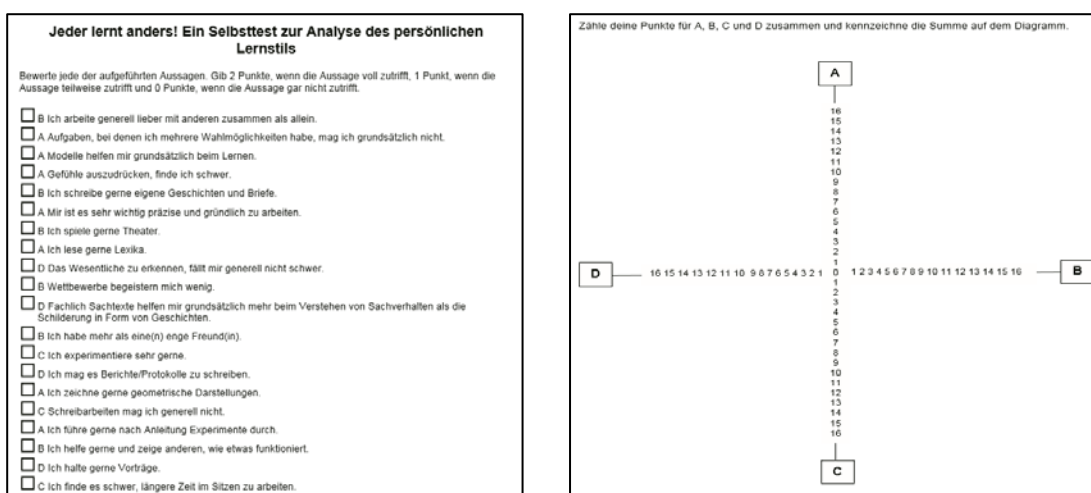 Jeder lernt anders! Ein Selbsttest zur Analyse des persönlichen
Lernstils
Bewerte jede der aufgeführten Aussagen. Gib 2 Punkte, wenn die Aussage voll zutrifft, 1 Punkt, wenn die
Aussage teilweise zutrifft und 0 Punkte, wenn die Aussage gar nicht zutrifft.
B Ich arbeite generell lieber mit anderen zusammen als allein.
A Aufgaben, bei denen ich mehrere Wahlmöglichkeiten habe, mag ich grundsätzlich nicht.
A Modelle helfen mir grundsätzlich beim Lernen.
A Gefühle auszudrücken, finde ich schwer.
B Ich schreibe gerne eigene Geschichten und Briefe.
A Mir ist es sehr wichtig präzise und gründlich zu arbeiten.
B Ich spiele gerne Theater.
A Ich lese gerne Lexika.
D Das Wesentliche zu erkennen, fällt mir generell nicht schwer.
B Wettbewerbe begeistern mich wenig.
D Fachlich Sachtexte helfen mir grundsätzlich mehr beim Verstehen von Sachverhalten als die
Schilderung in Form von Geschichten.
B Ich habe mehr als eine(n) enge Freund(in).
C Ich experimentiere sehr gerne.
D Ich mag es Berichte/Protokolle zu schreiben.
A Ich zeichne gerne geometrische Darstellungen.
C Schreibarbeiten mag ich generell nicht.
A Ich führe gerne nach Anleitung Experimente durch.
B Ich helfe gerne und zeige anderen, wie etwas funktioniert.
D Ich halte gerne Vorträge.
C Ich finde es schwer, längere Zeit im Sitzen zu arbeiten.
Zähle deine Punkte für A, B, C und D zusammen und kennzeichne die Summe auf dem Diagramm.
A
16
15
14
13
12
11
10
9
8
7
6
5
4
3
2
1
D 16 15 14 13 12 11 10 9 8 7 6 5 4 3 2 1 0 1 2 3 4 5 6 7 8 9 10 11 12 13 14 15 16 B
1
2
3
4
5
6
7
8
9
10
11
12
13
14
15
16
C